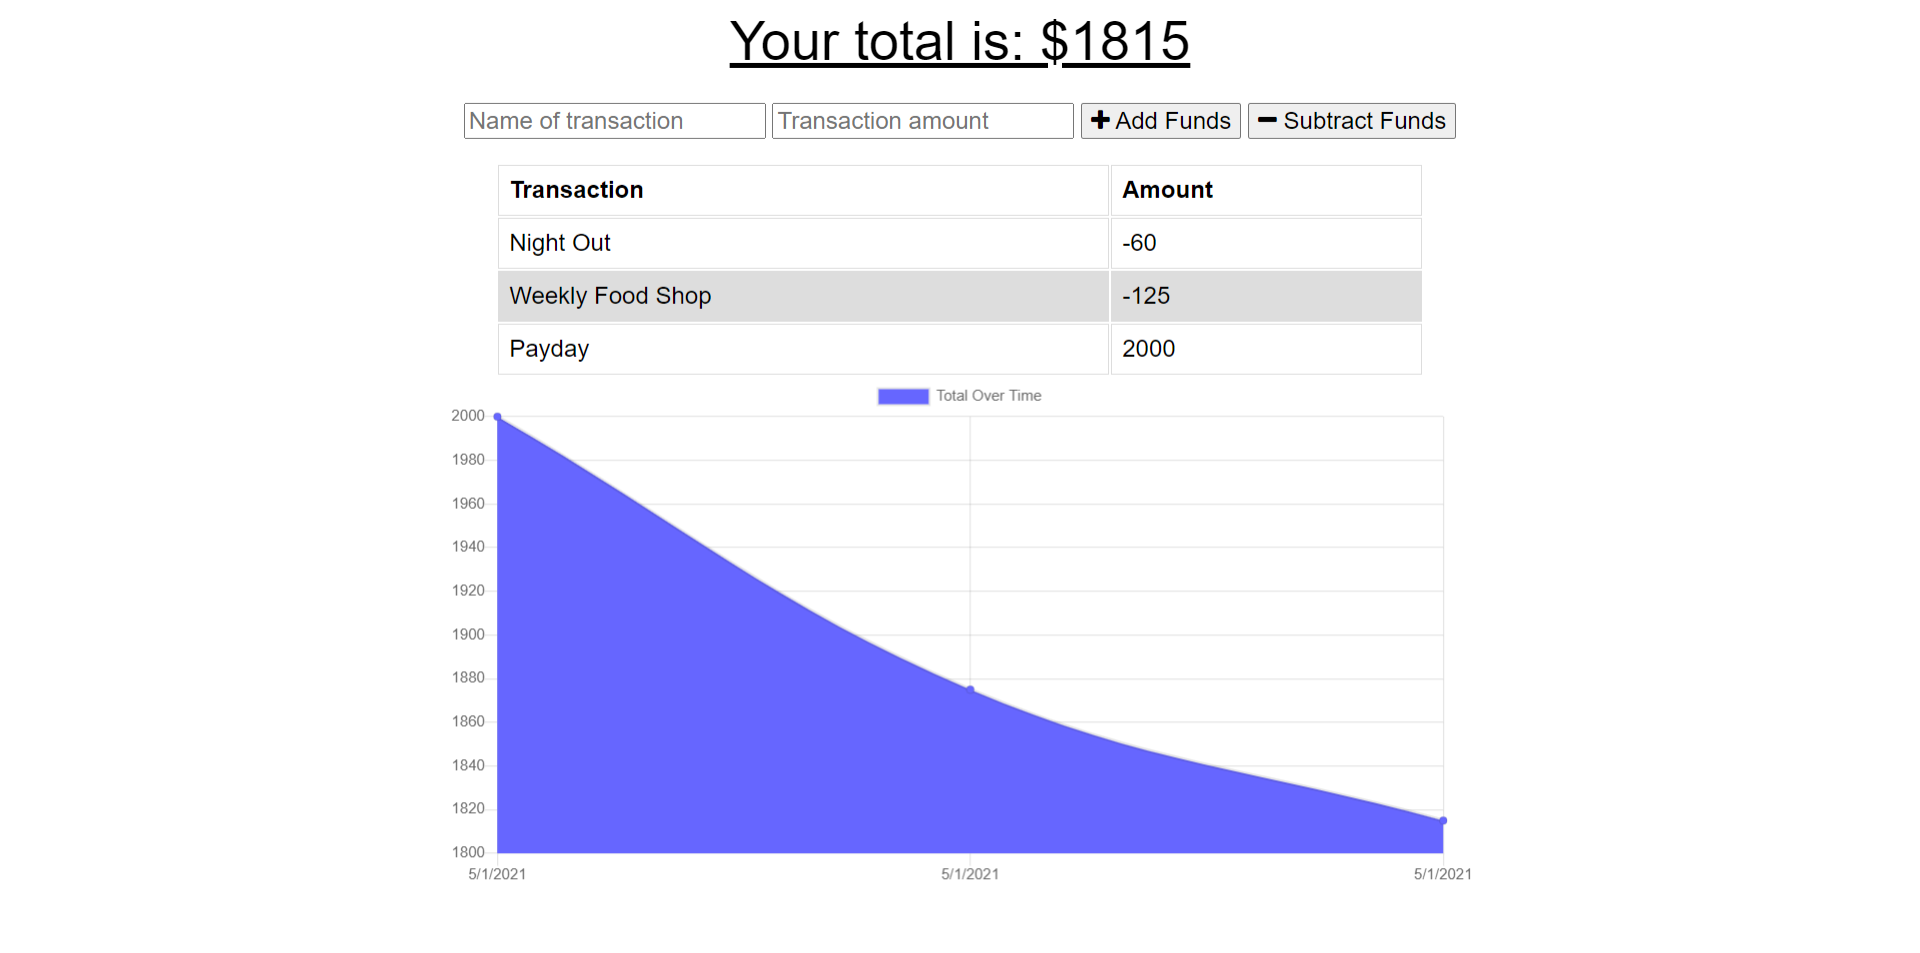 Your total is: $1815
Name of transaction Transaction amount Add Funds Subtract Funds
Transaction Amount
Night Out -60
Weekly Food Shop -125
Payday 2000
Total Over Time
2000
1980
1960
1940
1920
1900
1880
1860
1840
1820
1800
5/1/2021 5/1/2021 5/1/2021